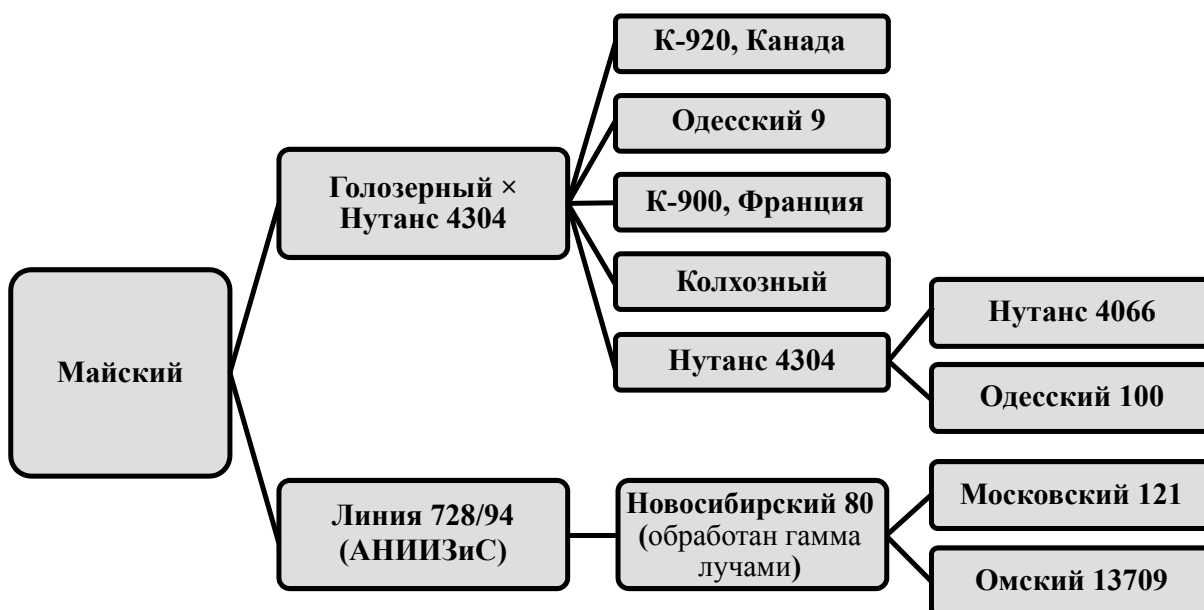 К-920, Канада
Одесский 9
Голозерный ×
Нутанс 4304
К-900, Франция
Колхозный
Нутанс 4066
Майский
Нутанс 4304
Одесский 100
Линия 728/94
(АНИИЗиС)
Новосибирский 80
(обработан гамма
лучами)
Московский 121
Омский 13709